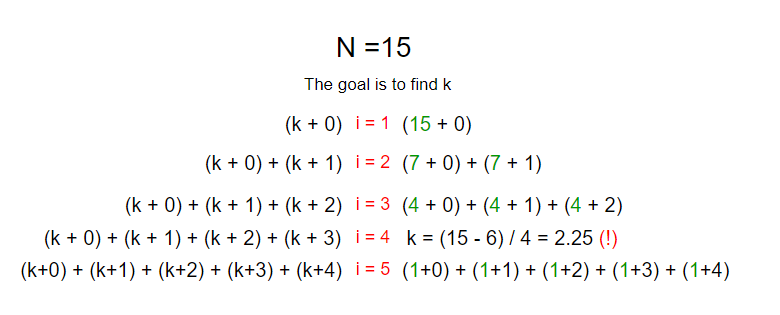 N =15
The goal is to find k
(k + 0) i = 1 (15 + 0)
(k + 0) + (k + 1) i = 2 (7 + 0) + (7 + 1)
(k + 0) + (k + 1) + (k + 2) i = 3 (4 + 0) + (4 + 1) + (4 + 2)
(k + 0) + (k + 1) + (k + 2) + (k + 3) i = 4 k = (15 - 6) / 4 = 2.25 (!)
(k+0) + (k+1) + (k+2) + (k+3) + (k+4) i = 5 (1+0) + (1+1) + (1+2) + (1+3) + (1+4)